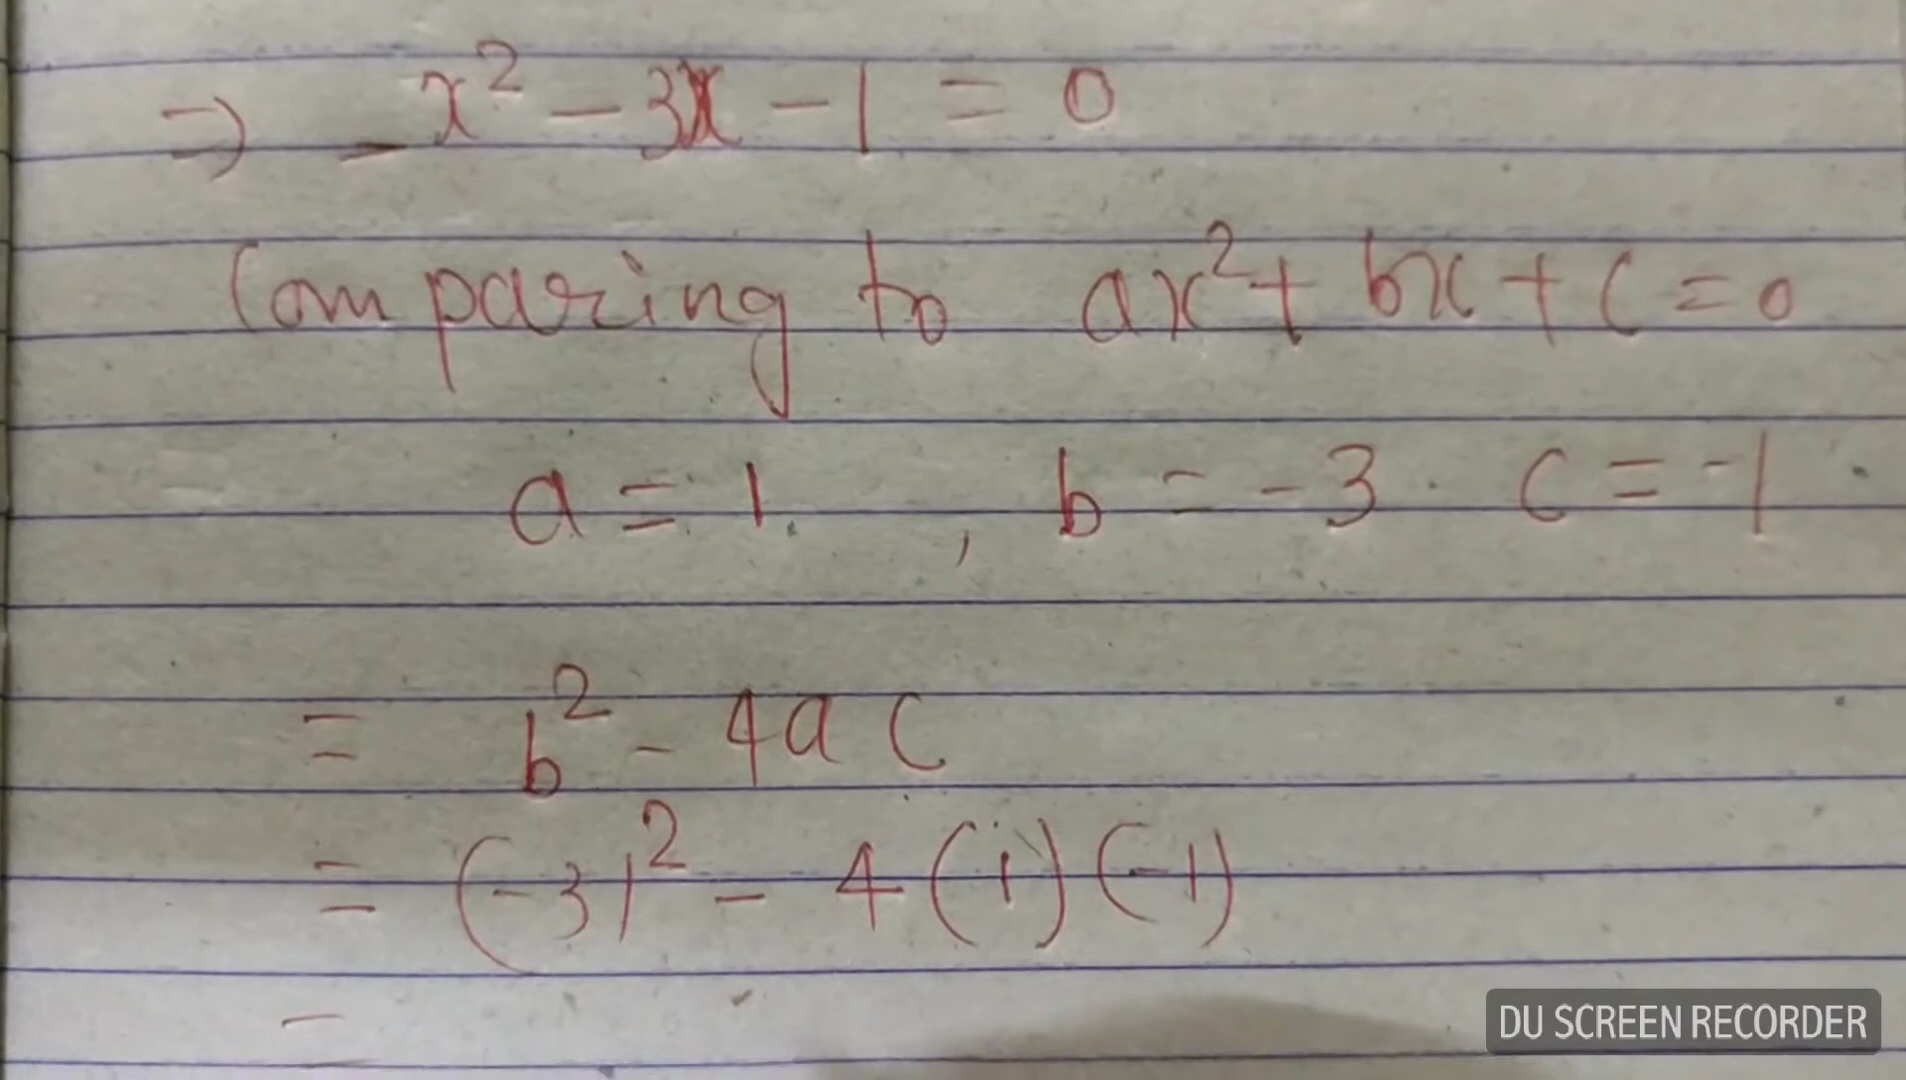 ⇒ - x² - 3x - 1 = 0
Comparing to ax² + bx + c = 0
a = 1. , b = -3 . c = -1
= b² - 4ac
= (-3)² - 4 (1) (-1)
=
DU SCREEN RECORDER